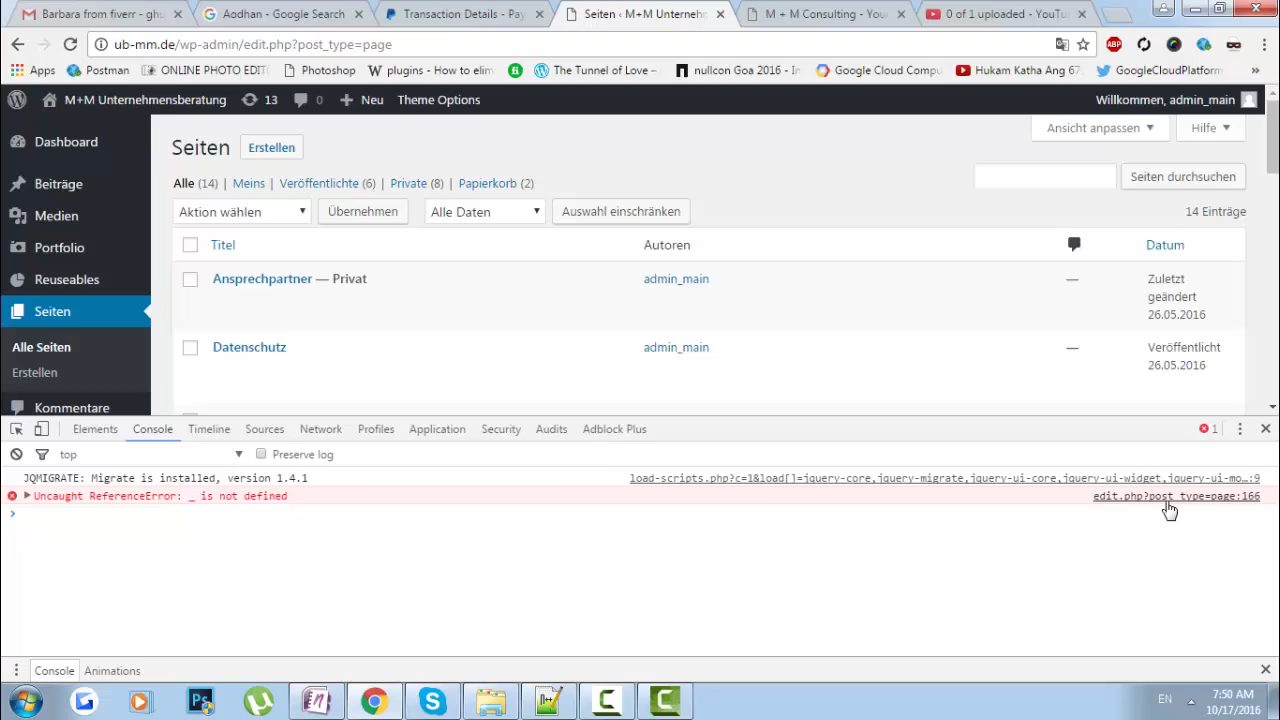 Barbara from fiverr - ghu
Aodhan - Google Search
Transaction Details - Pay
Seiten ‹ M+M Unterneh
M + M Consulting - You
0 of 1 uploaded - YouTu
ub-mm.de/wp-admin/edit.php?post_type=page
Apps
Postman
ONLINE PHOTO EDIT
Photoshop
plugins - How to elim
The Tunnel of Love –
nullcon Goa 2016 - In
Google Cloud Compu
Hukam Katha Ang 67
GoogleCloudPlatform
»
M+M Unternehmensberatung
13
0
Neu
Theme Options
Willkommen, admin_main
Dashboard
Beiträge
Medien
Portfolio
Reuseables
Seiten
Alle Seiten
Erstellen
Kommentare
Seiten
Erstellen
Ansicht anpassen
Hilfe
Alle (14) | Meins | Veröffentlichte (6) | Private (8) | Papierkorb (2)
Seiten durchsuchen
Aktion wählen
Übernehmen
Alle Daten
Auswahl einschränken
14 Einträge
Titel
Autoren
Datum
Ansprechpartner — Privat
admin_main
—
Zuletzt
geändert
26.05.2016
Datenschutz
admin_main
—
Veröffentlicht
26.05.2016
Elements
Console
Timeline
Sources
Network
Profiles
Application
Security
Audits
Adblock Plus
1
top
Preserve log
JQMIGRATE: Migrate is installed, version 1.4.1
load-scripts.php?c=1&load[]=jquery-core,jquery-migrate,jquery-ui-core,jquery-ui-widget,jquery-ui-mo…:9
Uncaught ReferenceError: _ is not defined
edit.php?post_type=page:166
Console
Animations
EN
7:50 AM
10/17/2016